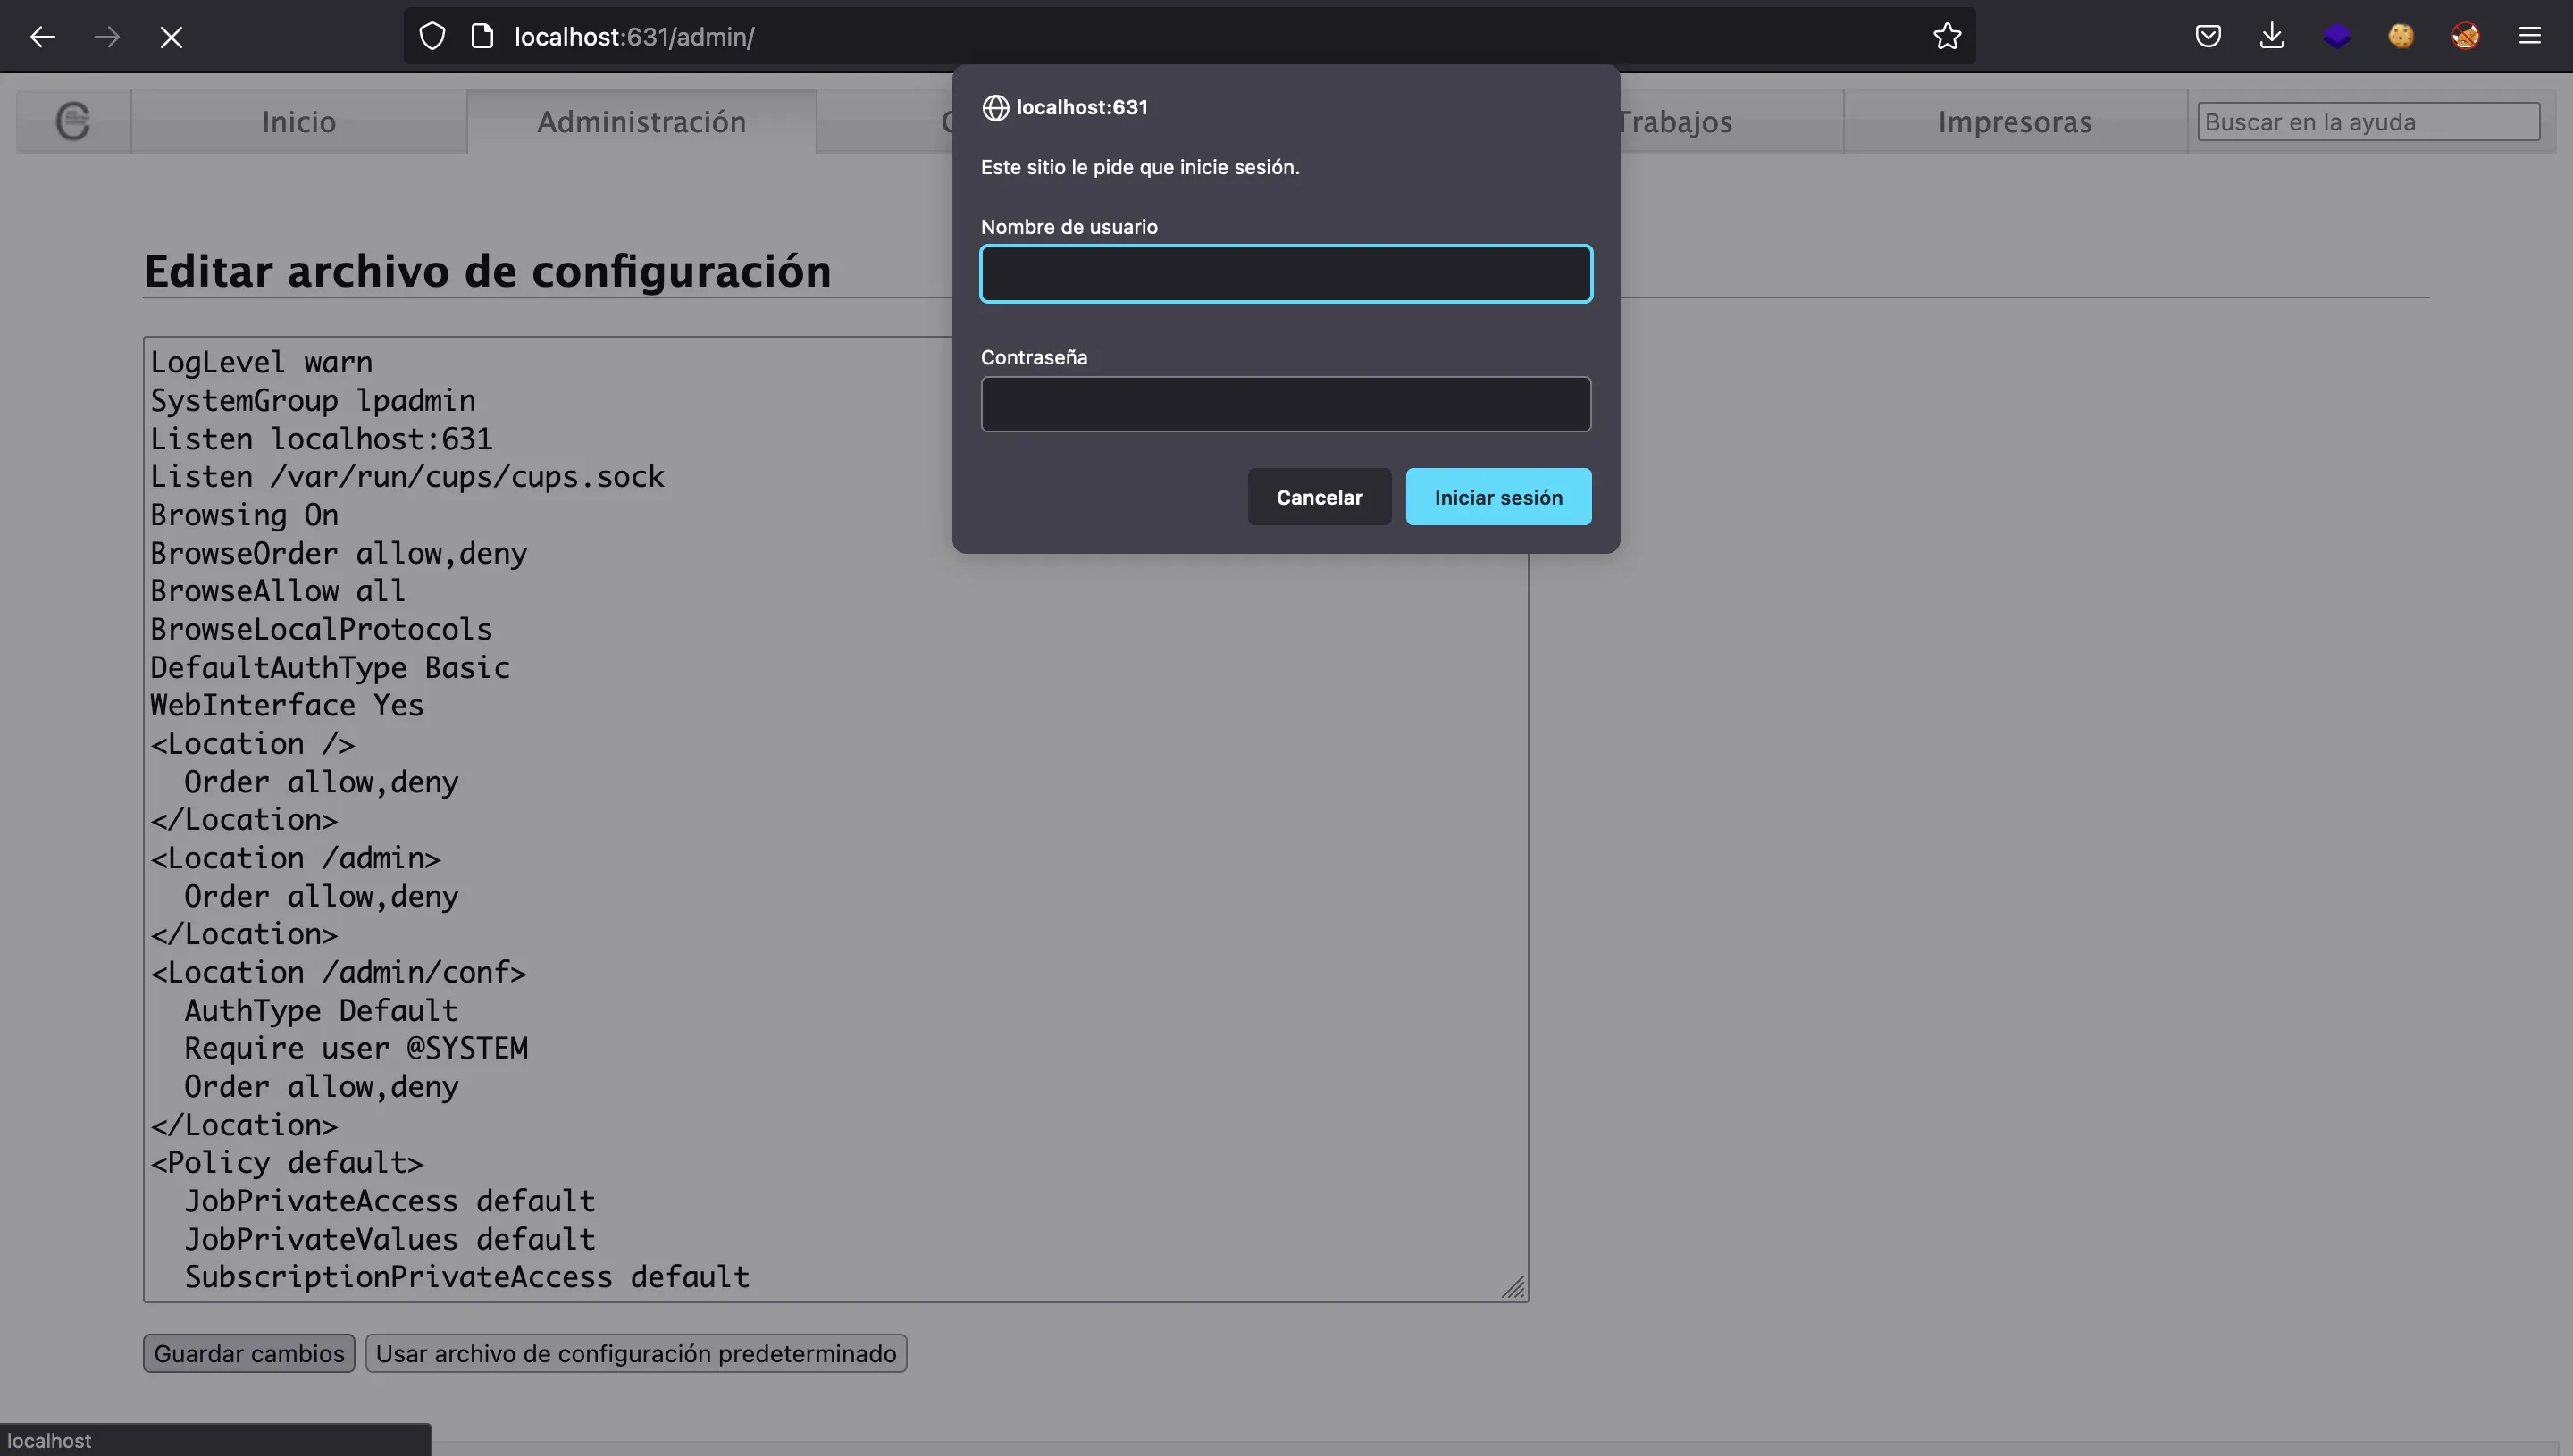 localhost:631/admin/
Inicio
Administración
Trabajos
Impresoras
Buscar en la ayuda
localhost:631
Este sitio le pide que inicie sesión.
Nombre de usuario
Contraseña
Cancelar
Iniciar sesión
Editar archivo de configuración
LogLevel warn
SystemGroup lpadmin
Listen localhost:631
Listen /var/run/cups/cups.sock
Browsing On
BrowseOrder allow,deny
BrowseAllow all
BrowseLocalProtocols
DefaultAuthType Basic
WebInterface Yes
<Location />
  Order allow,deny
</Location>
<Location /admin>
  Order allow,deny
</Location>
<Location /admin/conf>
  AuthType Default
  Require user @SYSTEM
  Order allow,deny
</Location>
<Policy default>
  JobPrivateAccess default
  JobPrivateValues default
  SubscriptionPrivateAccess default
Guardar cambios
Usar archivo de configuración predeterminado
localhost